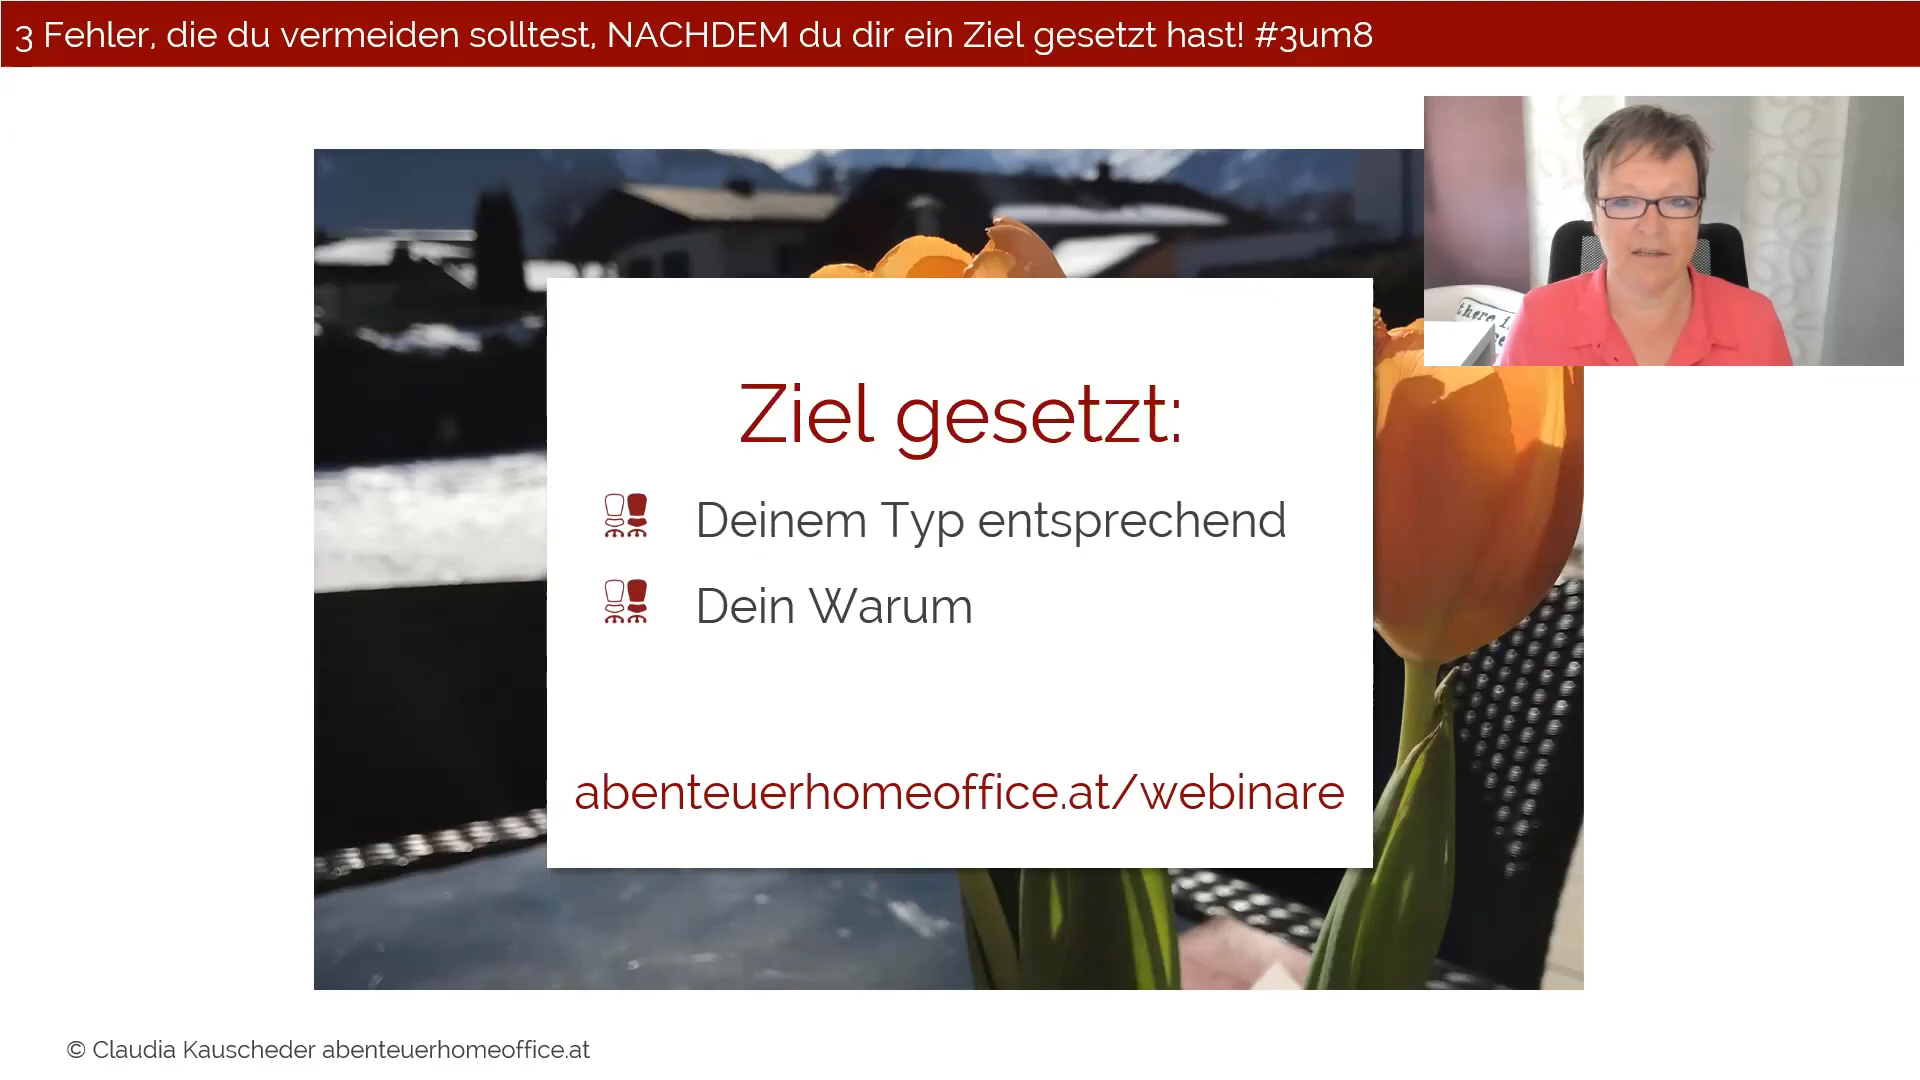 3 Fehler, die du vermeiden solltest, NACHDEM du dir ein Ziel gesetzt hast! #3um8
there i
Ziel gesetzt:
Deinem Typ entsprechend
Dein Warum
abenteuerhomeoffice.at/webinare
© Claudia Kauscheder abenteuerhomeoffice.at